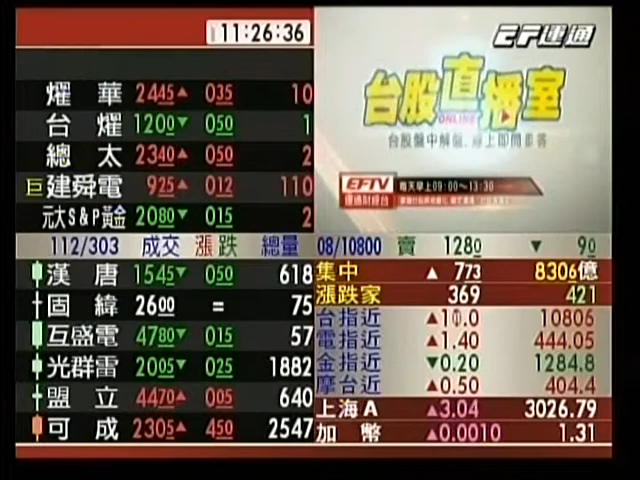 11:26:36
燿華 2445▲ 035 10
台燿 1200▼ 050 1
總太 2340▲ 050 2
巨建舜電 925▲ 012 110
元大S&P黃金 2080▼ 015 2
112/303 成交 漲跌 總量
漢唐 1545▼ 050 618
固緯 2600 = 75
互盛電 4780▼ 015 57
光群雷 2005▼ 025 1882
盟立 4470▲ 005 640
可成 2305▲ 450 2547
運通
台股直播室
ONLINE
台股盤中解盤,線上即問即答
EFTV
運通財經台
每天早上09:00~13:30
08/10800 賣 1280 ▼ 90
集中 ▲ 773 8306億
漲跌家 369 421
台指近 ▲10.0 10806
電指近 ▲1.40 444.05
金指近 ▼0.20 1284.8
摩台近 ▲0.50 404.4
上海A ▲3.04 3026.79
加幣 ▲0.0010 1.31